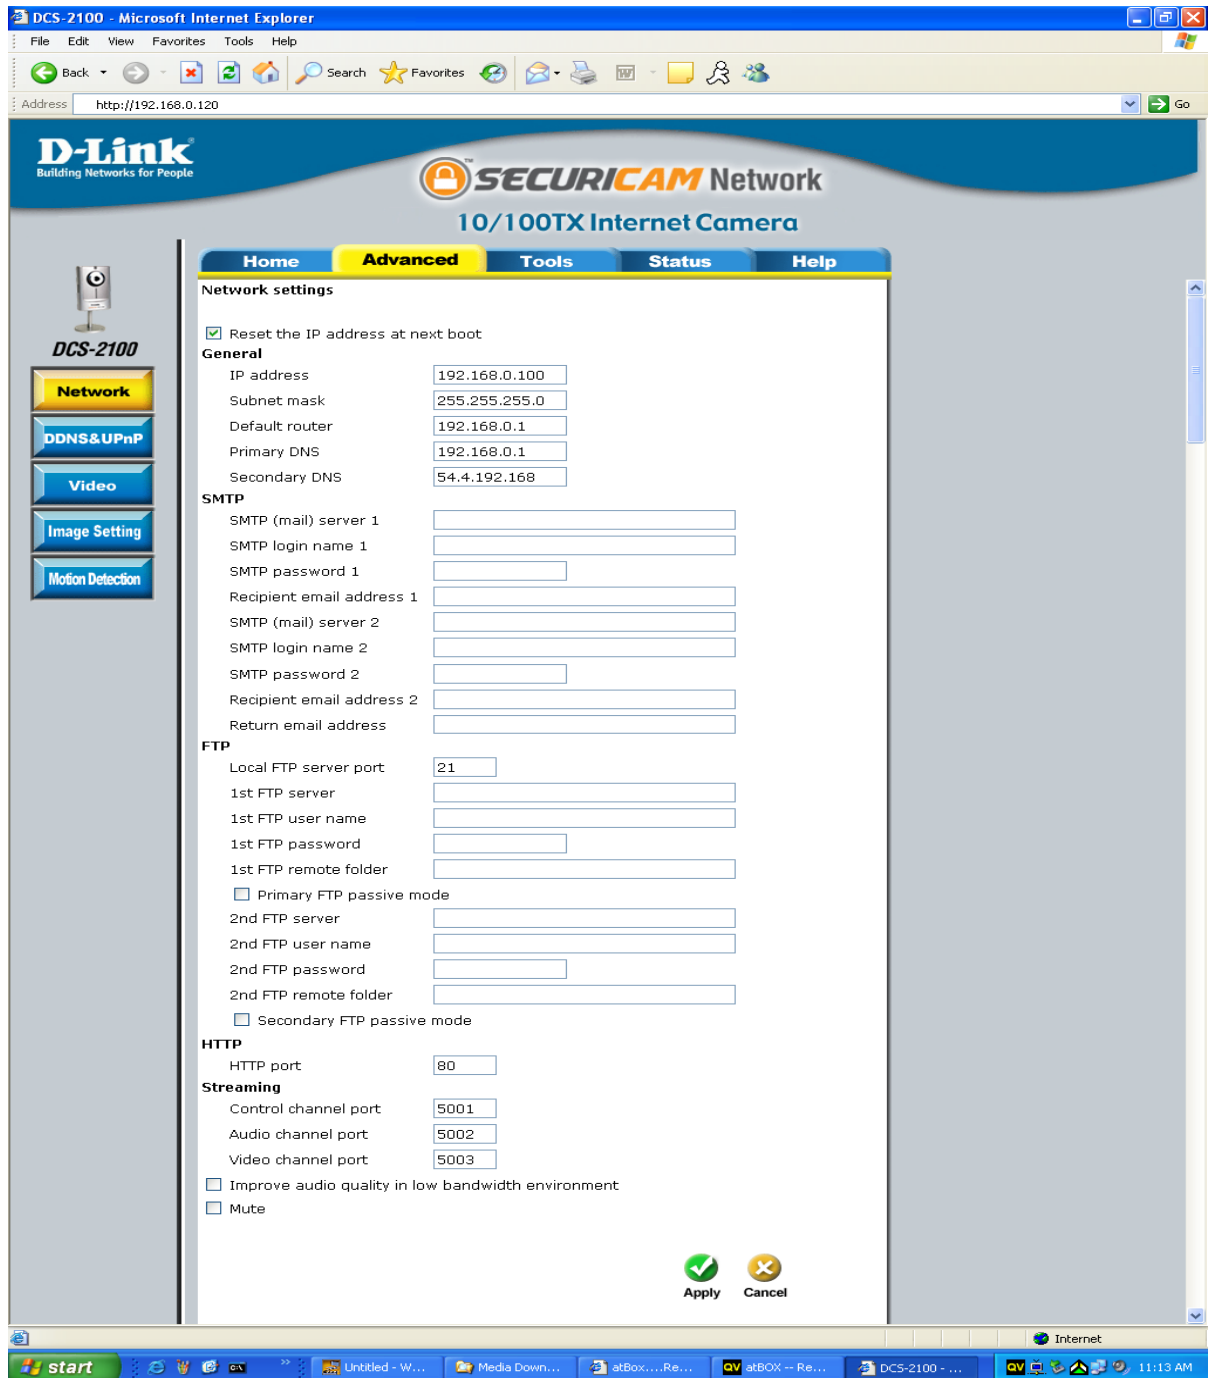 DCS-2100 - Microsoft Internet Explorer
File Edit View Favorites Tools Help
Back Search Favorites
Address http://192.168.0.120 Go
D-Link
Building Networks for People
SECURICAM Network
TM
10/100TX Internet Camera
Home Advanced Tools Status Help
DCS-2100
Network
DDNS&UPnP
Video
Image Setting
Motion Detection
Network settings
Reset the IP address at next boot
General
IP address 192.168.0.100
Subnet mask 255.255.255.0
Default router 192.168.0.1
Primary DNS 192.168.0.1
Secondary DNS 54.4.192.168
SMTP
SMTP (mail) server 1
SMTP login name 1
SMTP password 1
Recipient email address 1
SMTP (mail) server 2
SMTP login name 2
SMTP password 2
Recipient email address 2
Return email address
FTP
Local FTP server port 21
1st FTP server
1st FTP user name
1st FTP password
1st FTP remote folder
Primary FTP passive mode
2nd FTP server
2nd FTP user name
2nd FTP password
2nd FTP remote folder
Secondary FTP passive mode
HTTP
HTTP port 80
Streaming
Control channel port 5001
Audio channel port 5002
Video channel port 5003
Improve audio quality in low bandwidth environment
Mute
Apply Cancel
Internet
start » Untitled - W... Media Down... atBox....Re... QV atBOX -- Re... DCS-2100 - ... QV 11:13 AM